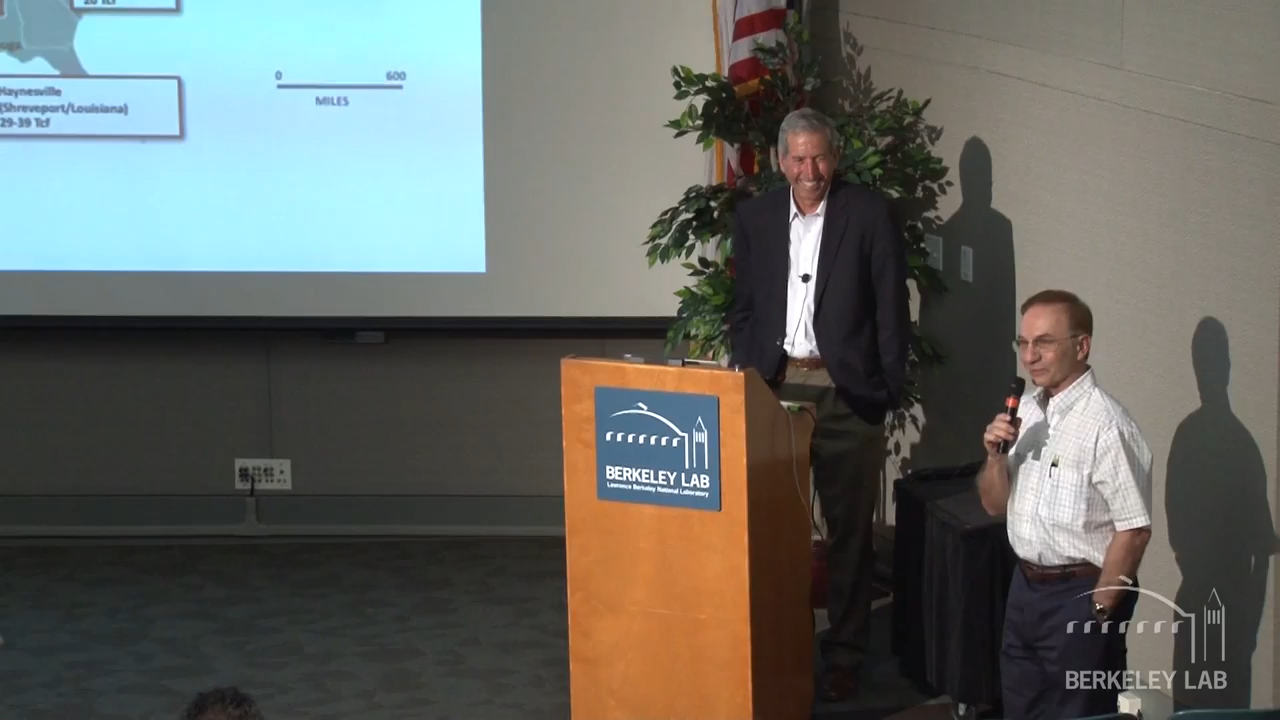 20 Tcf
Haynesville
(Shreveport/Louisiana)
29-39 Tcf
0 600
MILES
BERKELEY LAB
Lawrence Berkeley National Laboratory
BERKELEY LAB